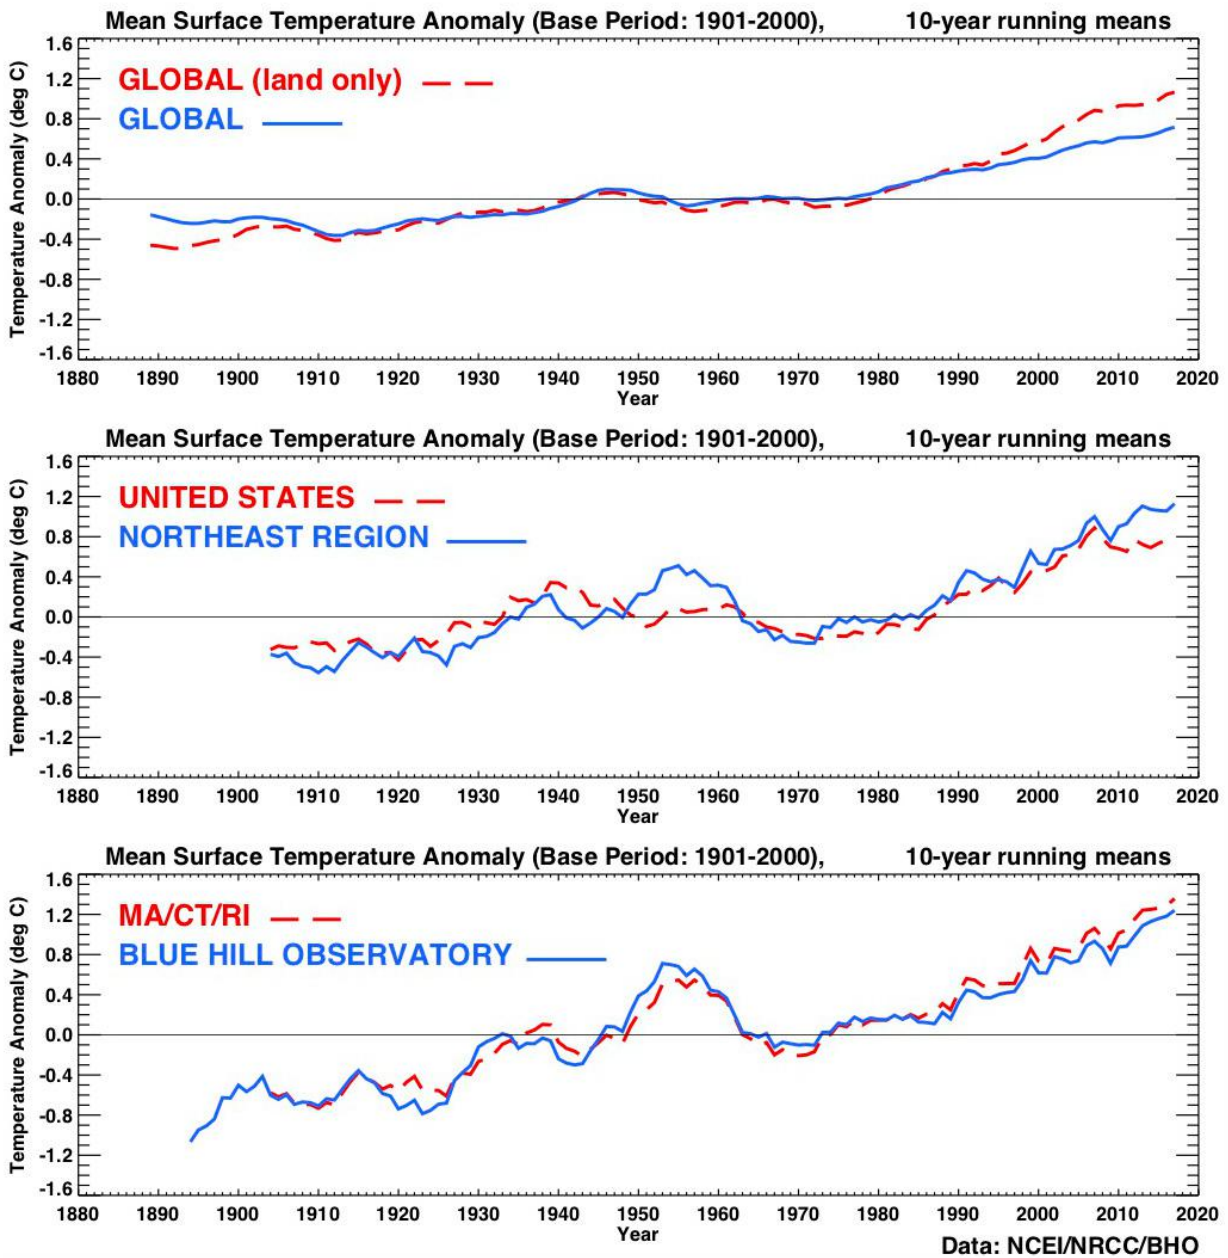 Mean Surface Temperature Anomaly (Base Period: 1901-2000), 10-year running means
GLOBAL (land only)
GLOBAL
Temperature Anomaly (deg C)
1.6
1.2
0.8
0.4
0.0
-0.4
-0.8
-1.2
-1.6
1880 1890 1900 1910 1920 1930 1940 1950 1960 1970 1980 1990 2000 2010 2020
Year
Mean Surface Temperature Anomaly (Base Period: 1901-2000), 10-year running means
UNITED STATES
NORTHEAST REGION
Temperature Anomaly (deg C)
1.6
1.2
0.8
0.4
0.0
-0.4
-0.8
-1.2
-1.6
1880 1890 1900 1910 1920 1930 1940 1950 1960 1970 1980 1990 2000 2010 2020
Year
Mean Surface Temperature Anomaly (Base Period: 1901-2000), 10-year running means
MA/CT/RI
BLUE HILL OBSERVATORY
Temperature Anomaly (deg C)
1.6
1.2
0.8
0.4
0.0
-0.4
-0.8
-1.2
-1.6
1880 1890 1900 1910 1920 1930 1940 1950 1960 1970 1980 1990 2000 2010 2020
Year
Data: NCEI/NRCC/BHO